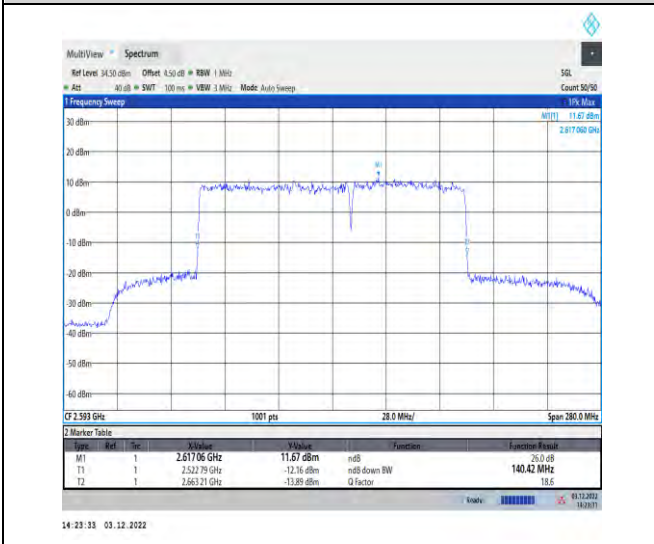 MultiView Spectrum
Ref Level 34.50 dBm Offset 4.50 dB RBW 1 MHz SGL
Att 40 dB SWT 100 ms VBW 3 MHz Mode Auto Sweep Count 50/50
1 Frequency Sweep 1Pk Max
M1[1] 11.67 dBm
2.617 060 GHz
30 dBm
20 dBm
M1
10 dBm
0 dBm
-10 dBm
-20 dBm
-30 dBm
-40 dBm
-50 dBm
-60 dBm
CF 2.593 GHz 1001 pts 28.0 MHz/ Span 280.0 MHz
2 Marker Table
Type Ref Trc X-Value Y-Value Function Function Result
M1 1 2.61706 GHz 11.67 dBm ndB 26.0 dB
T1 1 2.522 79 GHz -12.16 dBm ndB down BW 140.42 MHz
T2 1 2.663 21 GHz -13.89 dBm Q Factor 18.6
Ready 03.12.2022
14:23:33 03.12.2022